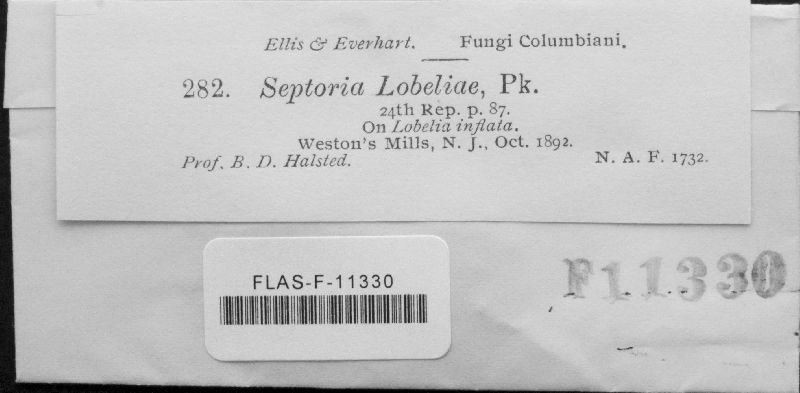 Ellis & Everhart. Fungi Columbiani.
282. Septoria Lobeliae, Pk.
24th Rep. p. 87.
On Lobelia inflata.
Weston's Mills, N. J., Oct. 1892.
Prof. B. D. Halsted. N. A. F. 1732.
FLAS-F-11330
F11330